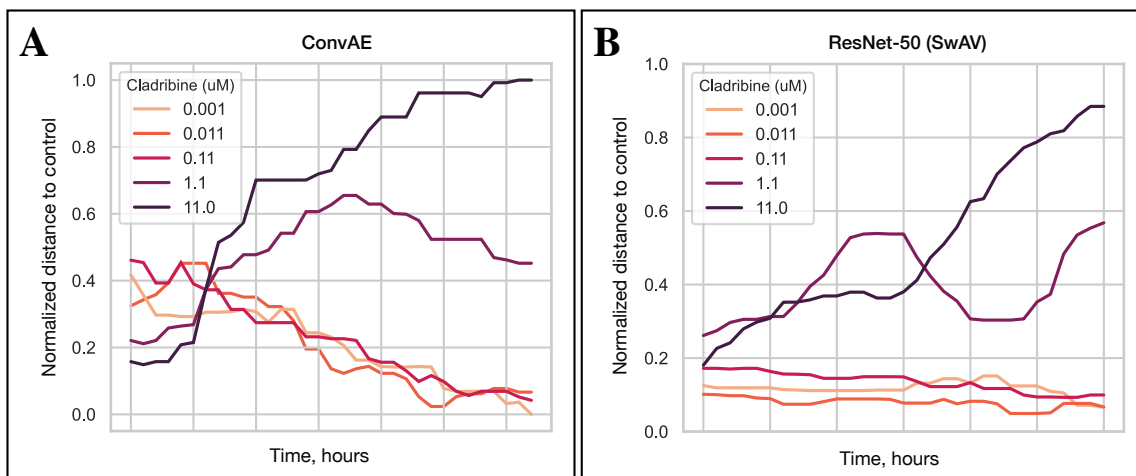 A
ConvAE
Normalized distance to control
1.0
0.8
0.6
0.4
0.2
0.0
Cladribine (uM)
0.001
0.011
0.11
1.1
11.0
Time, hours
B
ResNet-50 (SwAV)
Normalized distance to control
1.0
0.8
0.6
0.4
0.2
0.0
Cladribine (uM)
0.001
0.011
0.11
1.1
11.0
Time, hours